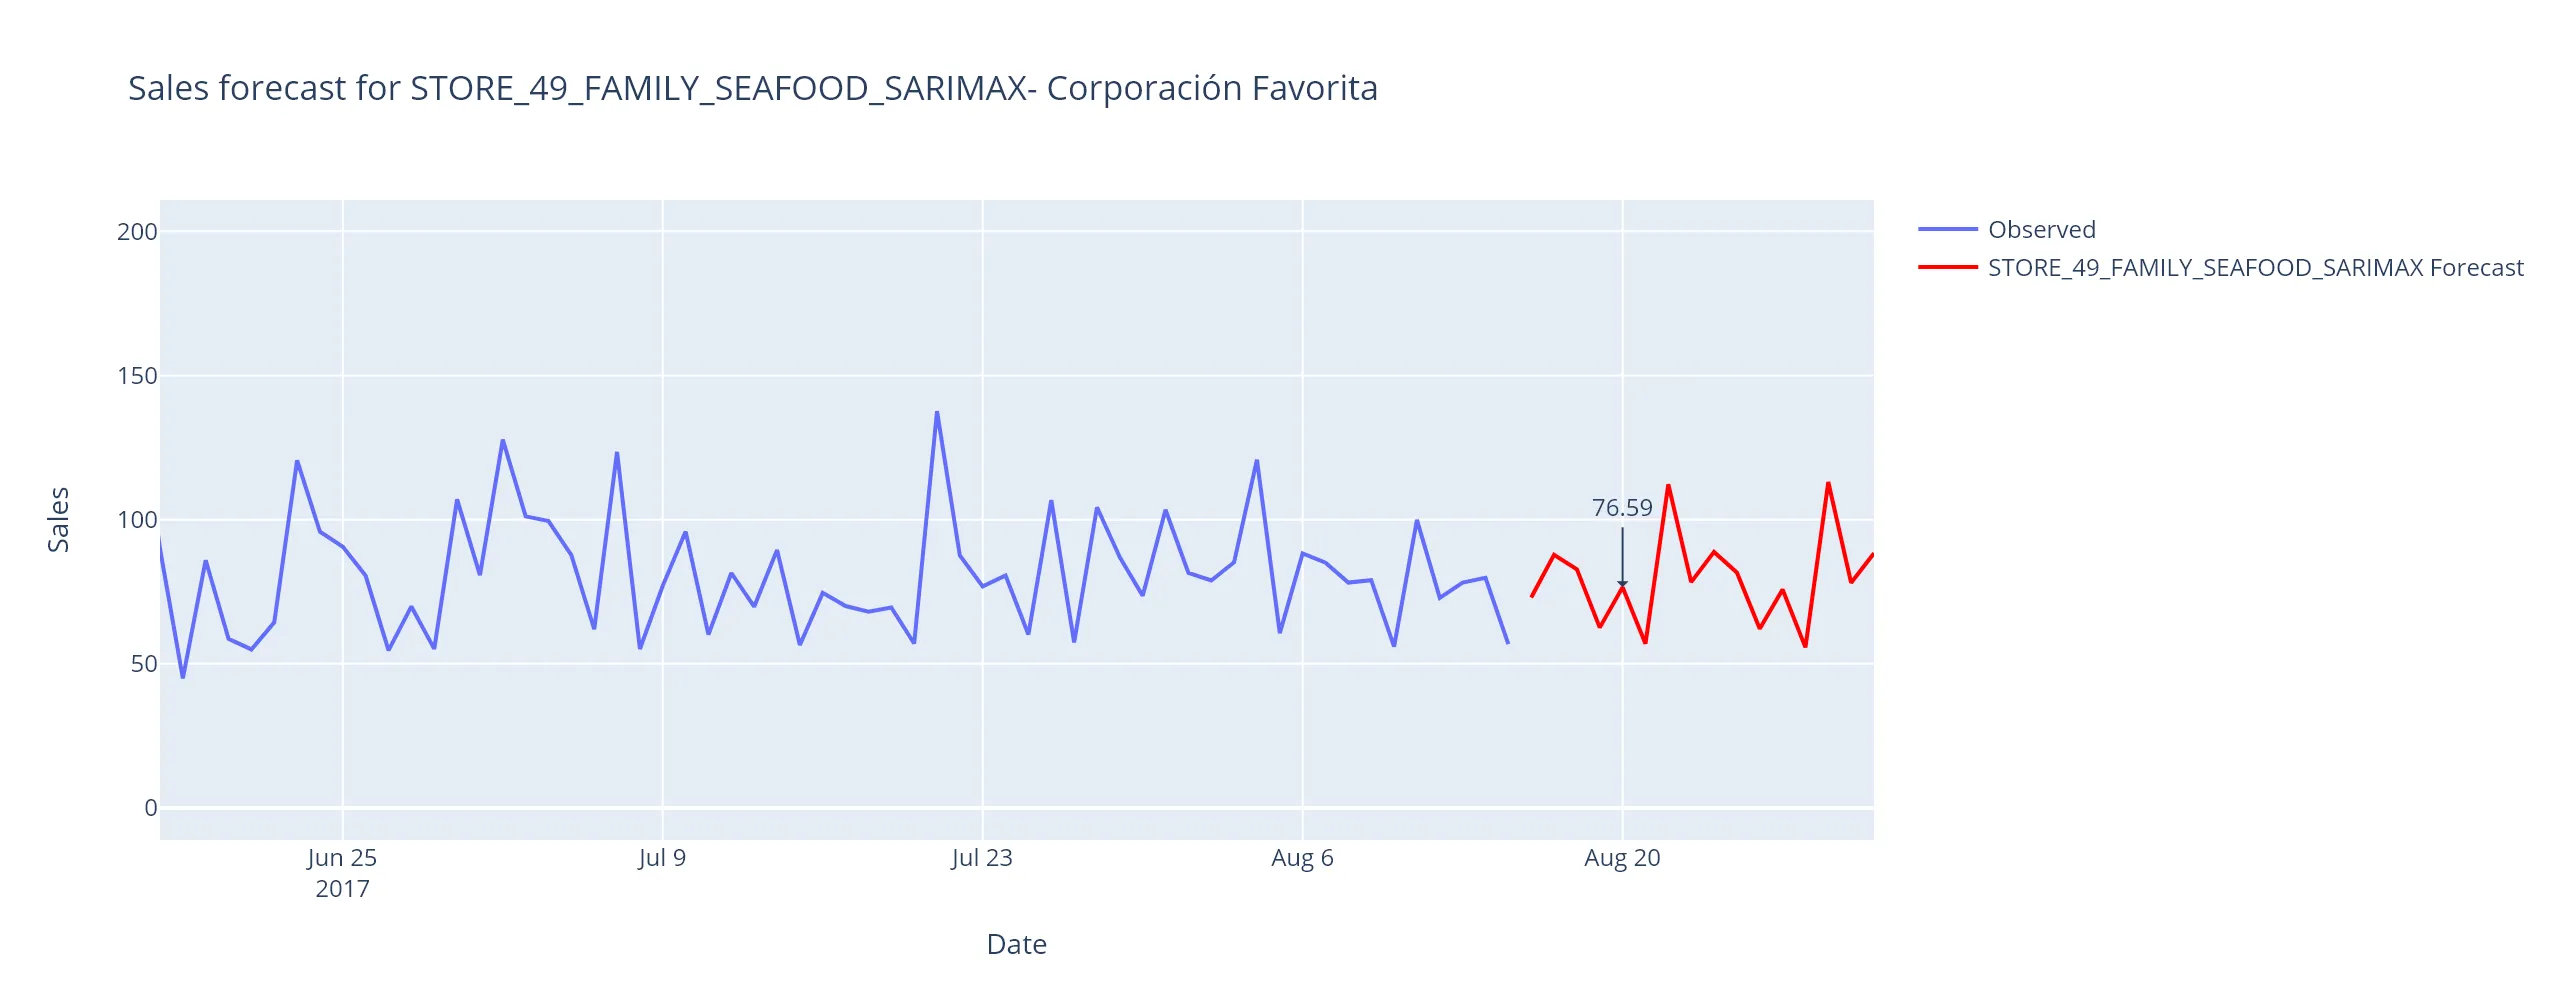 Sales forecast for STORE_49_FAMILY_SEAFOOD_SARIMAX- Corporación Favorita
Observed
STORE_49_FAMILY_SEAFOOD_SARIMAX Forecast
200
150
100
50
0
Sales
76.59
Jun 25
2017
Jul 9
Jul 23
Aug 6
Aug 20
Date